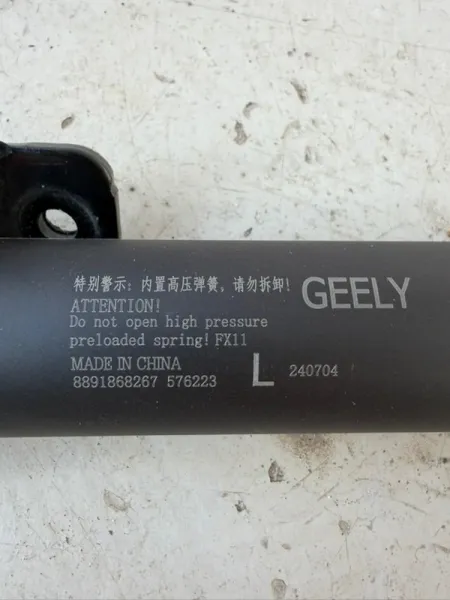 特别警示: 内置高压弹簧, 请勿拆卸!
GEELY
ATTENTION!
Do not open high pressure
preloaded spring! FX11
MADE IN CHINA
8891868267 576223
L
240704